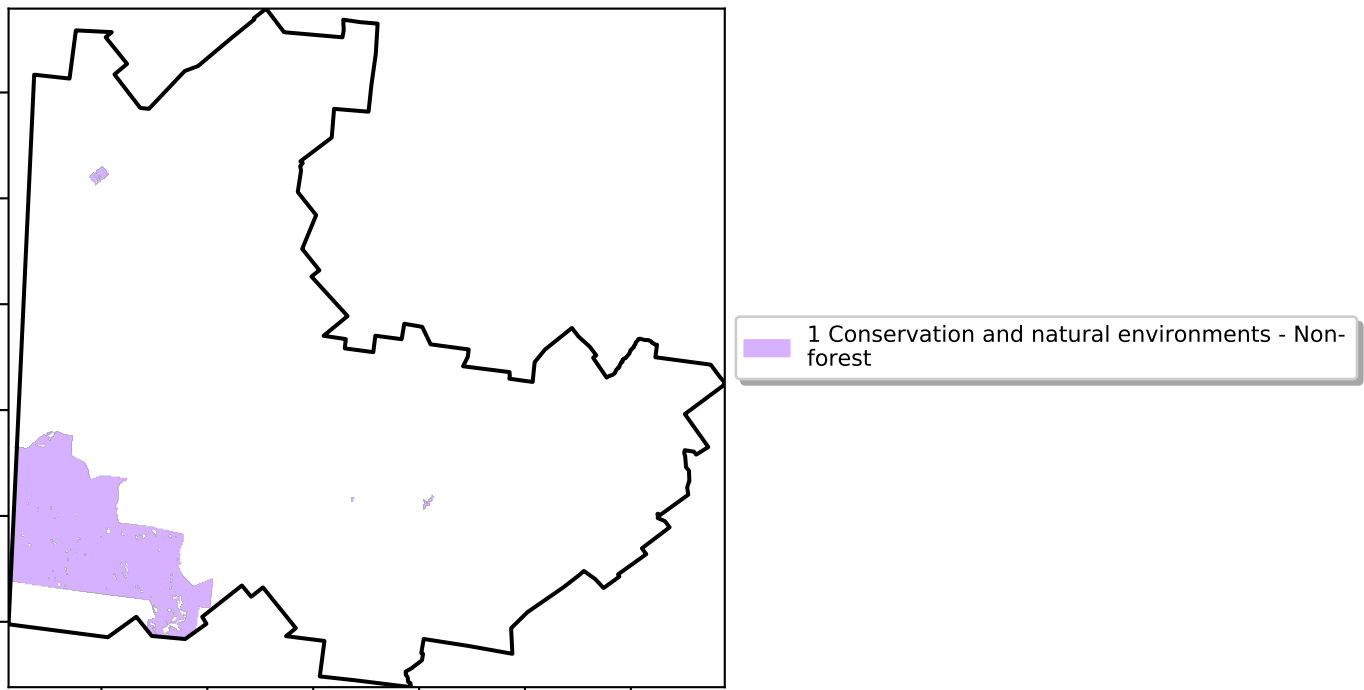 1 Conservation and natural environments - Non-
forest